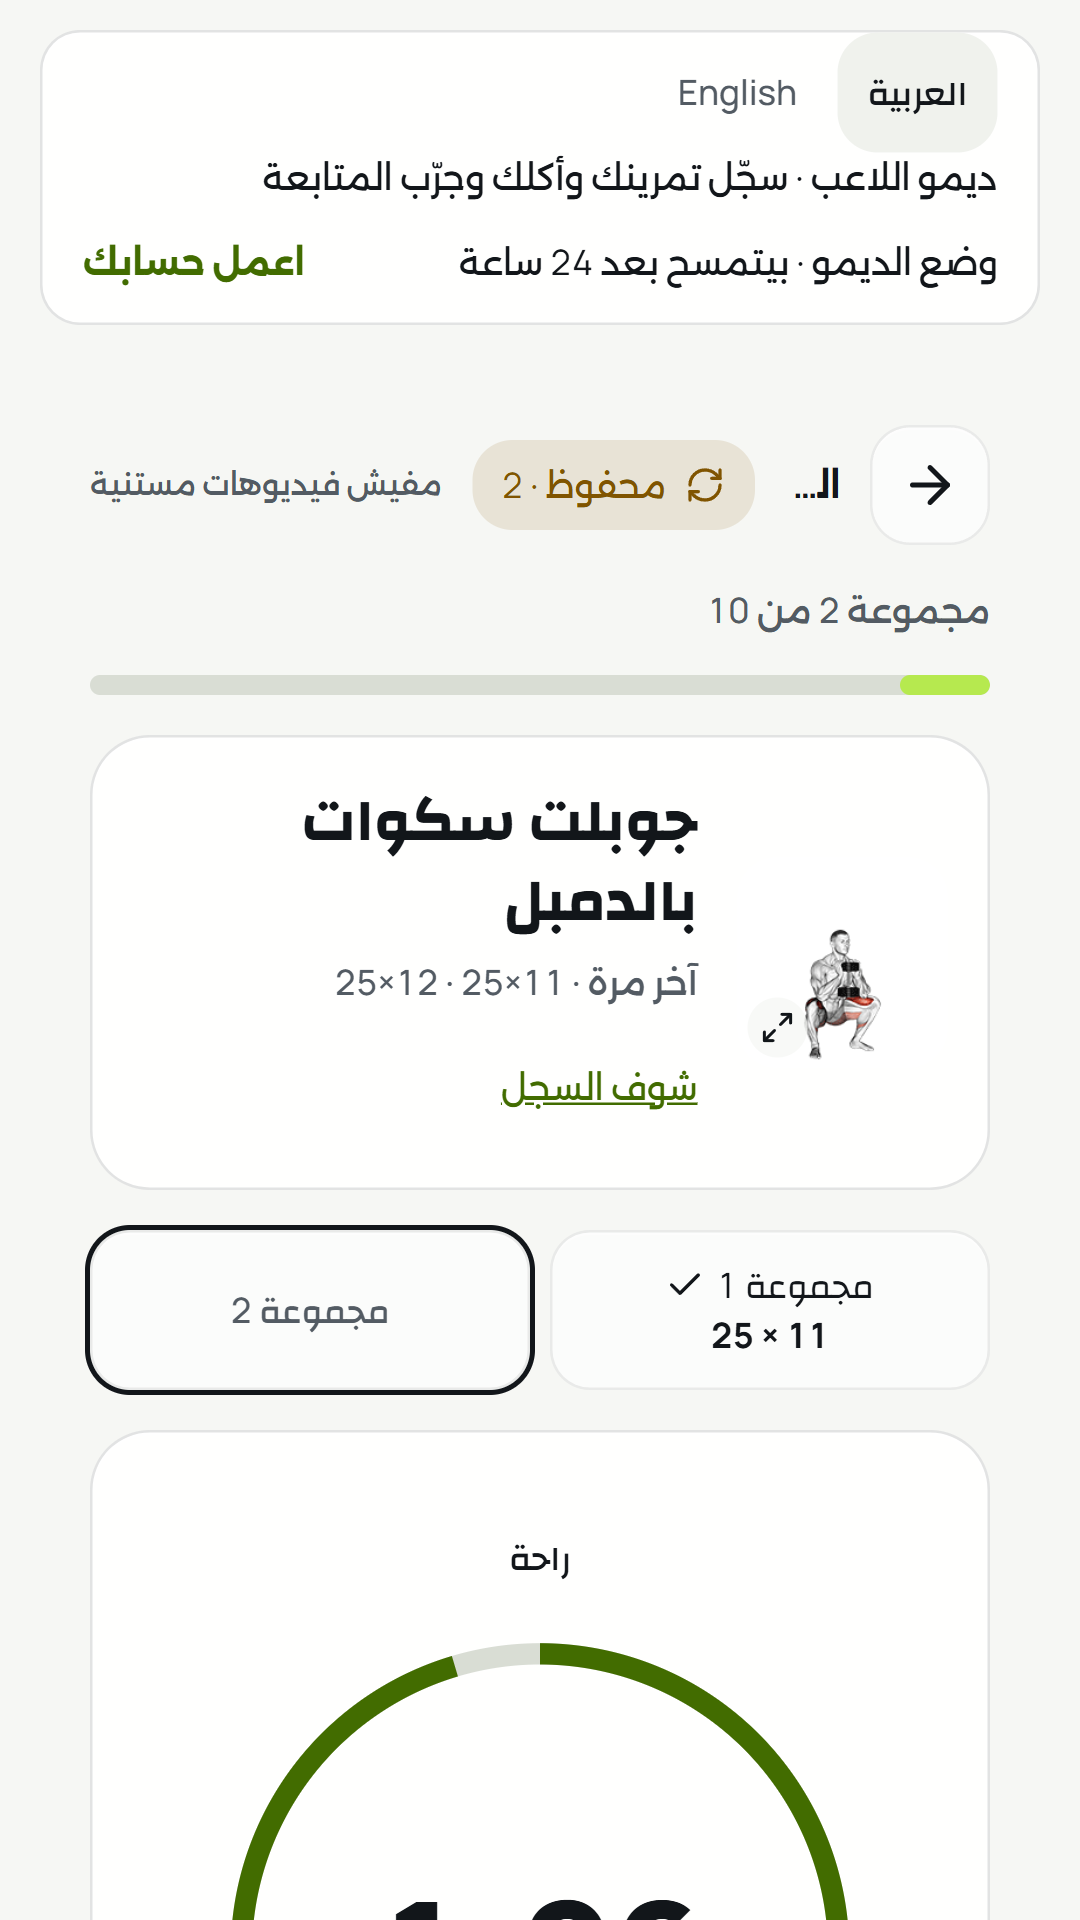 العربية English
ديمو اللاعب · سجّل تمرينك وأكلك وجرّب المتابعة
وضع الديمو · بيتمسح بعد 24 ساعة اعمل حسابك
الـ... محفوظ · 2 مفيش فيديوهات مستنية
مجموعة 2 من 10
جوبلت سكوات
بالدمبل
آخر مرة · 11×25 · 12×25
شوف السجل
مجموعة 1
25 × 11
مجموعة 2
راحة